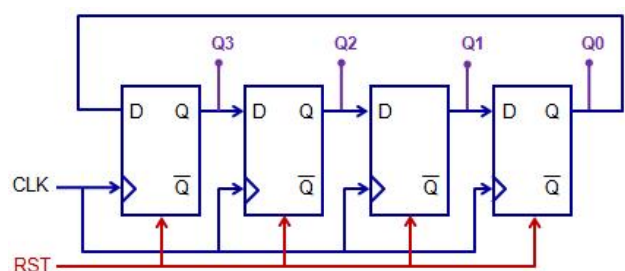 Q3 Q2 Q1 Q0
D Q D Q D Q
Q̅ Q̅ Q̅ Q̅
CLK
RST